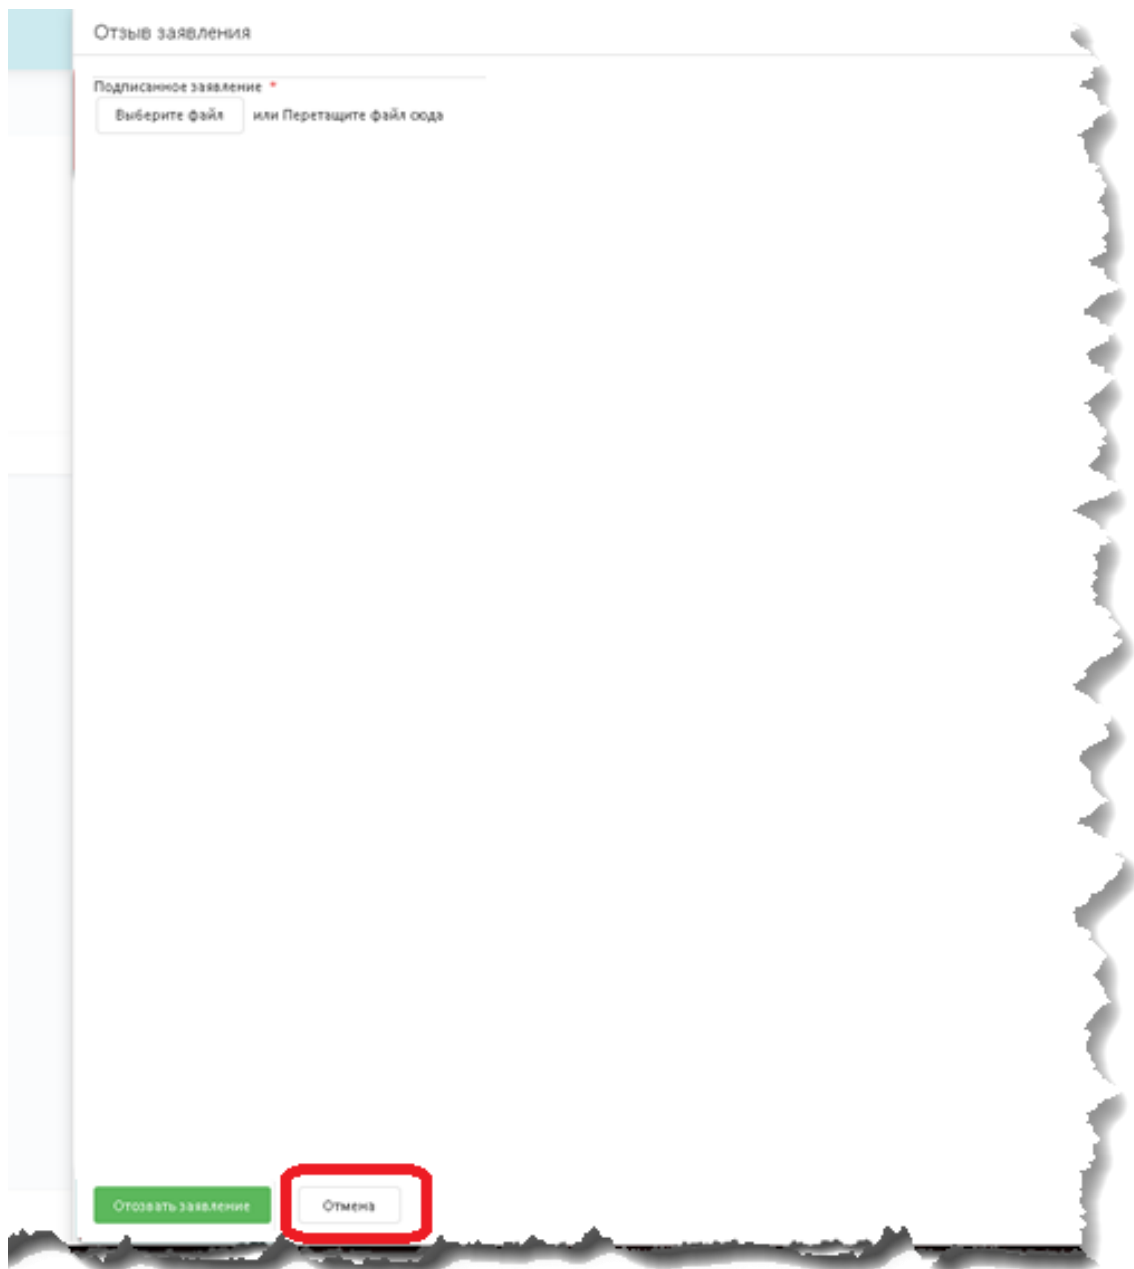 Отзыв заявления
Подписанное заявление *
Выберите файл или Перетащите файл сюда
Отозвать заявление Отмена